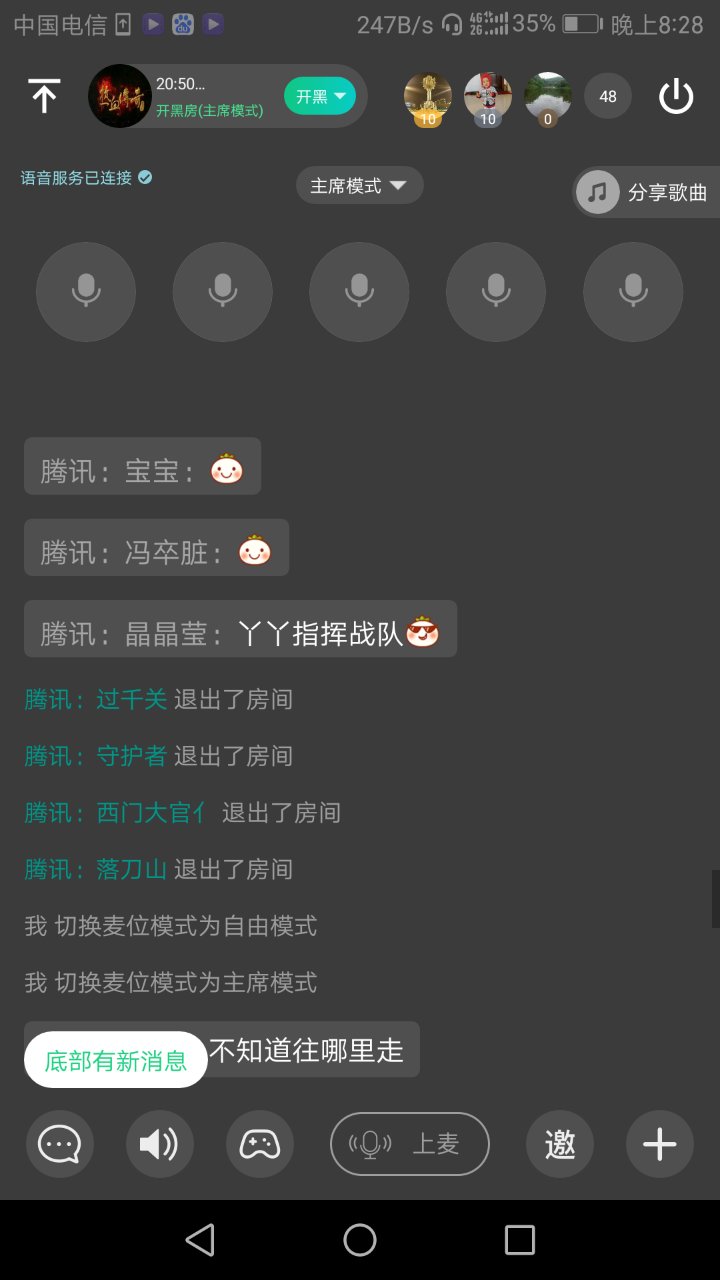 中国电信 247B/s 4G 2G 35% 晚上8:28
20:50…
开黑房(主席模式)
开黑
10 10 0 48
语音服务已连接
主席模式
分享歌曲
腾讯：宝宝：
腾讯：冯卒脏：
腾讯：晶晶莹：丫丫指挥战队
腾讯：过千关 退出了房间
腾讯：守护者 退出了房间
腾讯：西门大官亻 退出了房间
腾讯：落刀山 退出了房间
我 切换麦位模式为自由模式
我 切换麦位模式为主席模式
底部有新消息 不知道往哪里走
上麦
邀